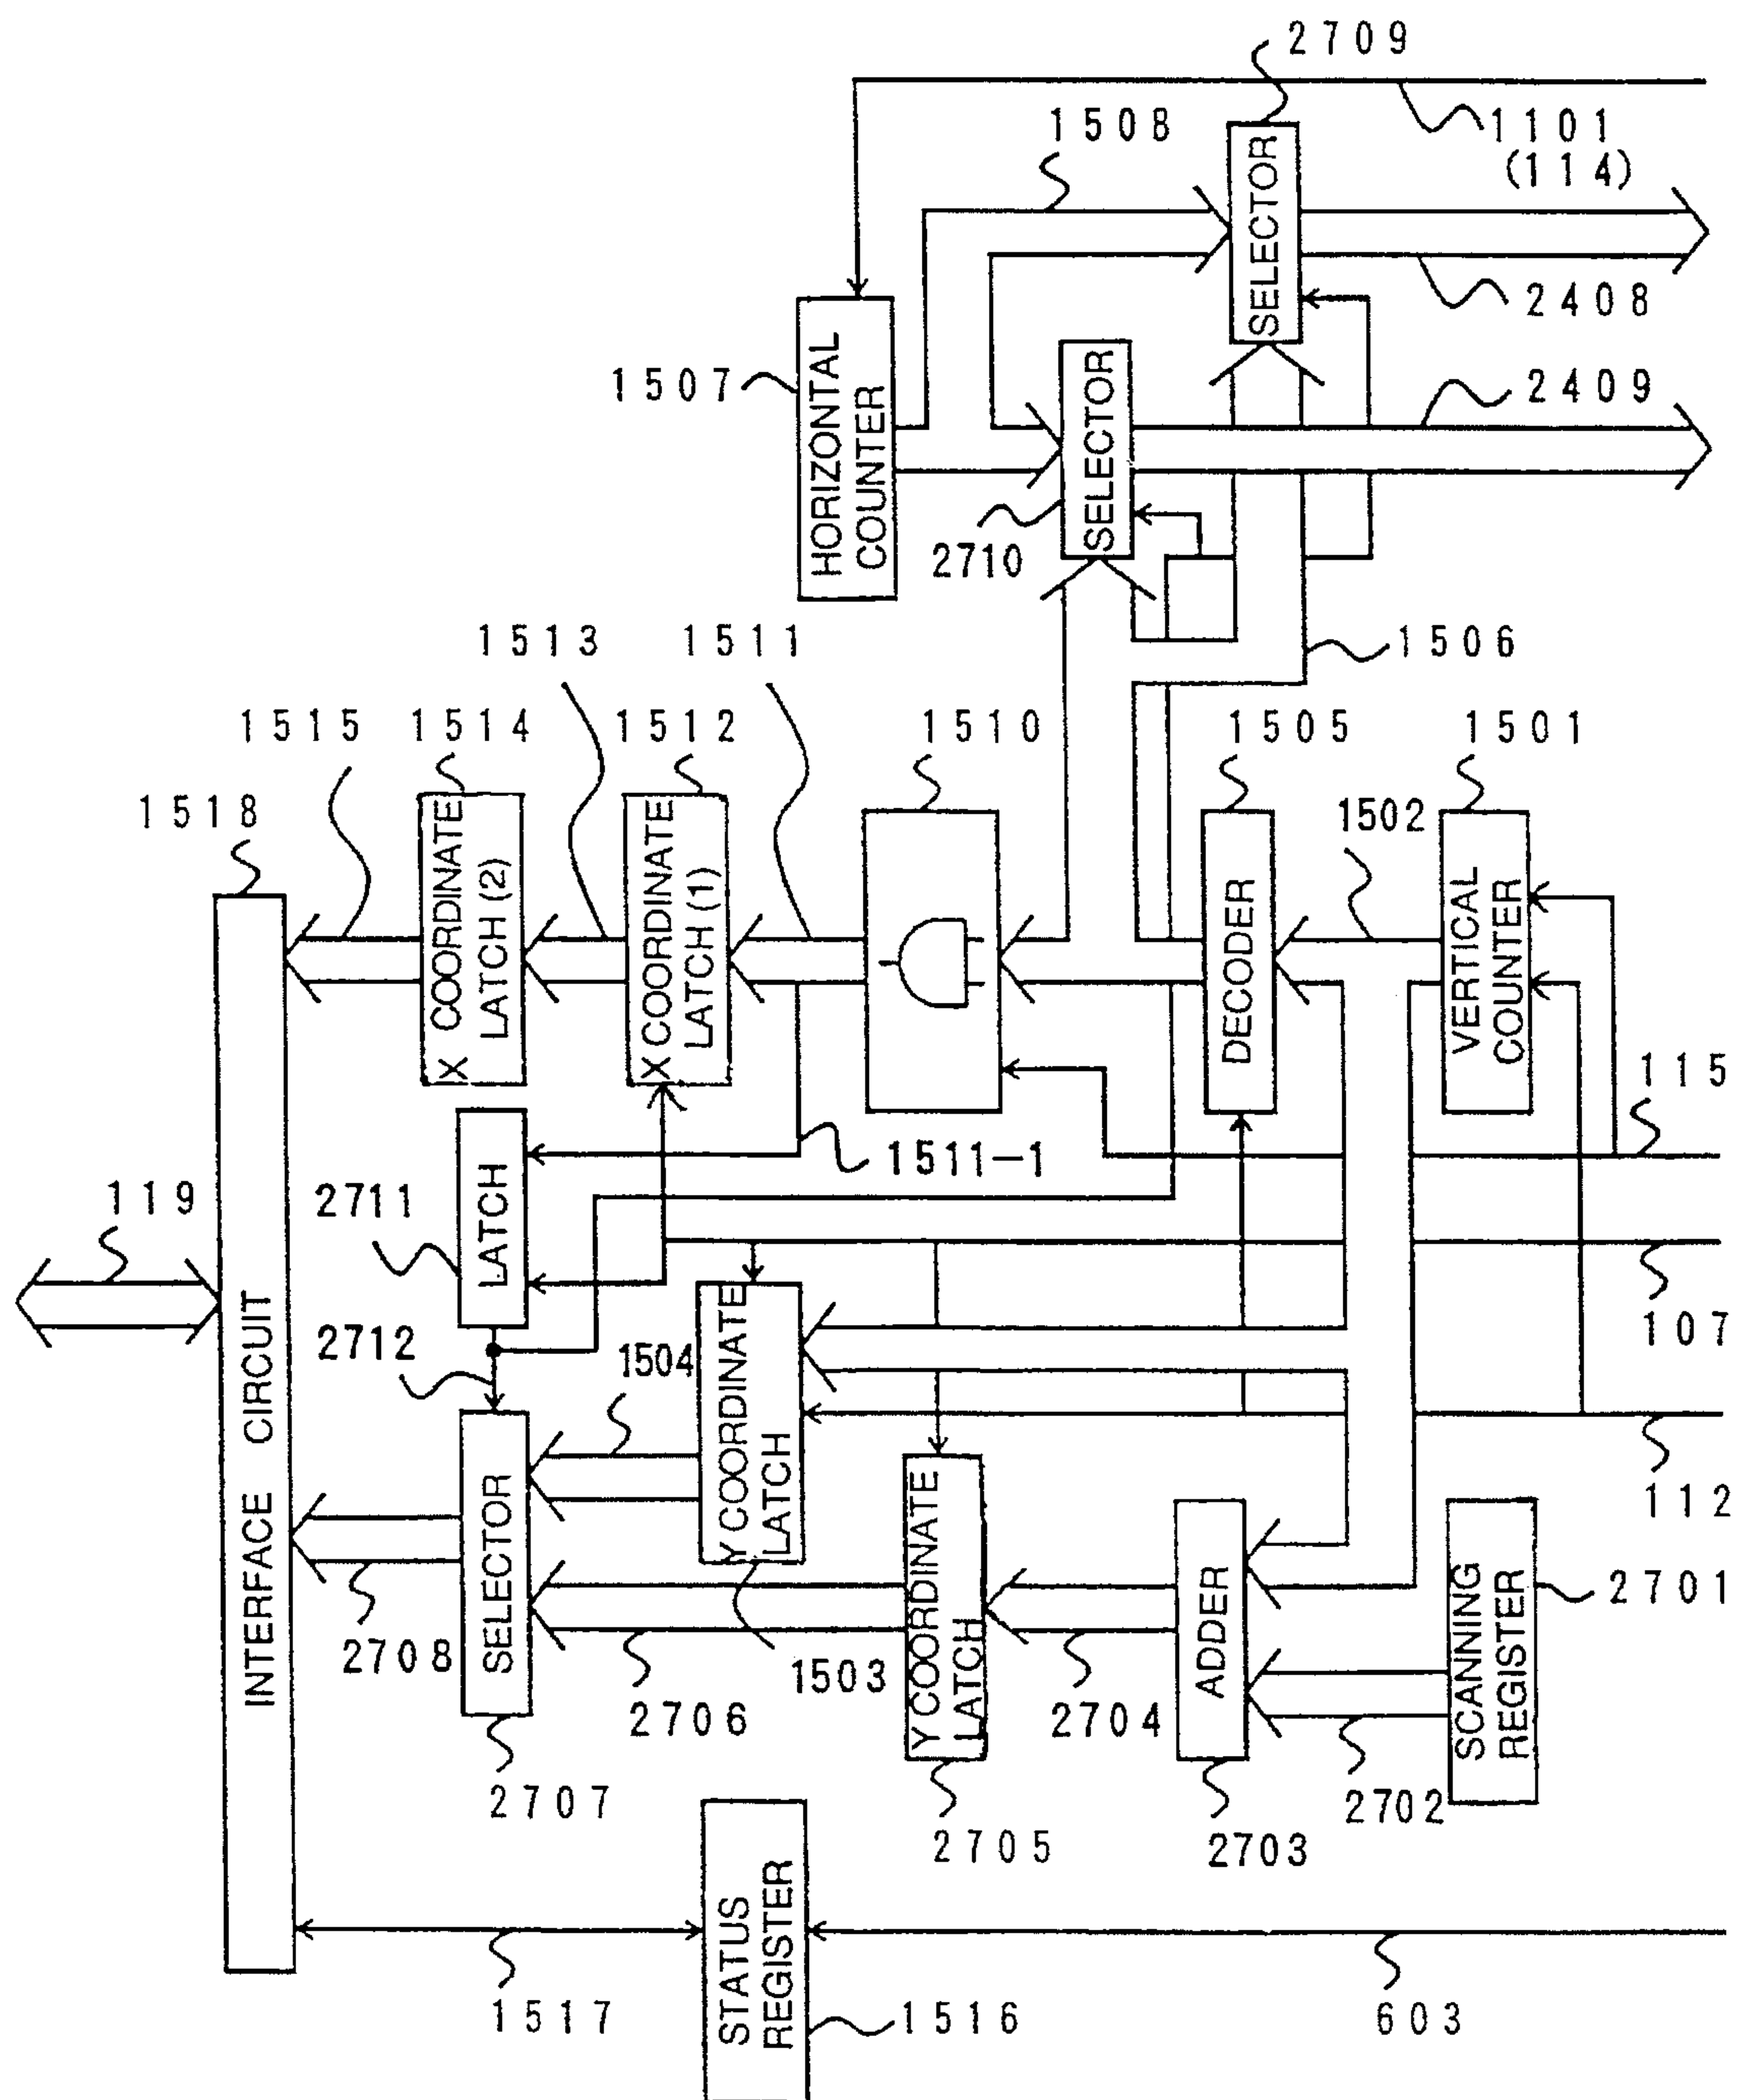 2709
1508
1101
(114)
SELECTOR
2408
1507
HORIZONTAL
COUNTER
SELECTOR
2409
2710
1513
1511
1506
1515
1514
1512
1510
1505
1501
1518
1502
X COORDINATE
LATCH (2)
X COORDINATE
LATCH (1)
DECODER
VERTICAL
COUNTER
115
1511-1
119
2711
LATCH
107
2712
1504
Y COORDINATE
LATCH
112
INTERFACE CIRCUIT
SELECTOR
Y COORDINATE
LATCH
ADDER
SCANNING
REGISTER
2701
2708
1503
2706
2704
2702
2707
2705
2703
STATUS
REGISTER
1517
1516
603